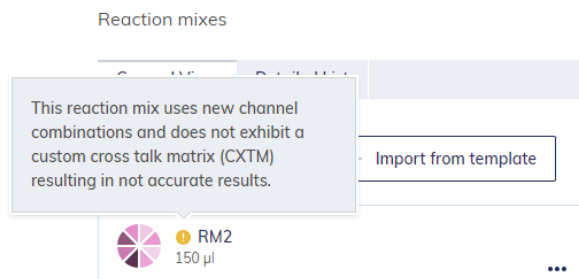 Reaction mixes
This reaction mix uses new channel
combinations and does not exhibit a
custom cross talk matrix (CXTM)
resulting in not accurate results.
Import from template
RM2
150 µl